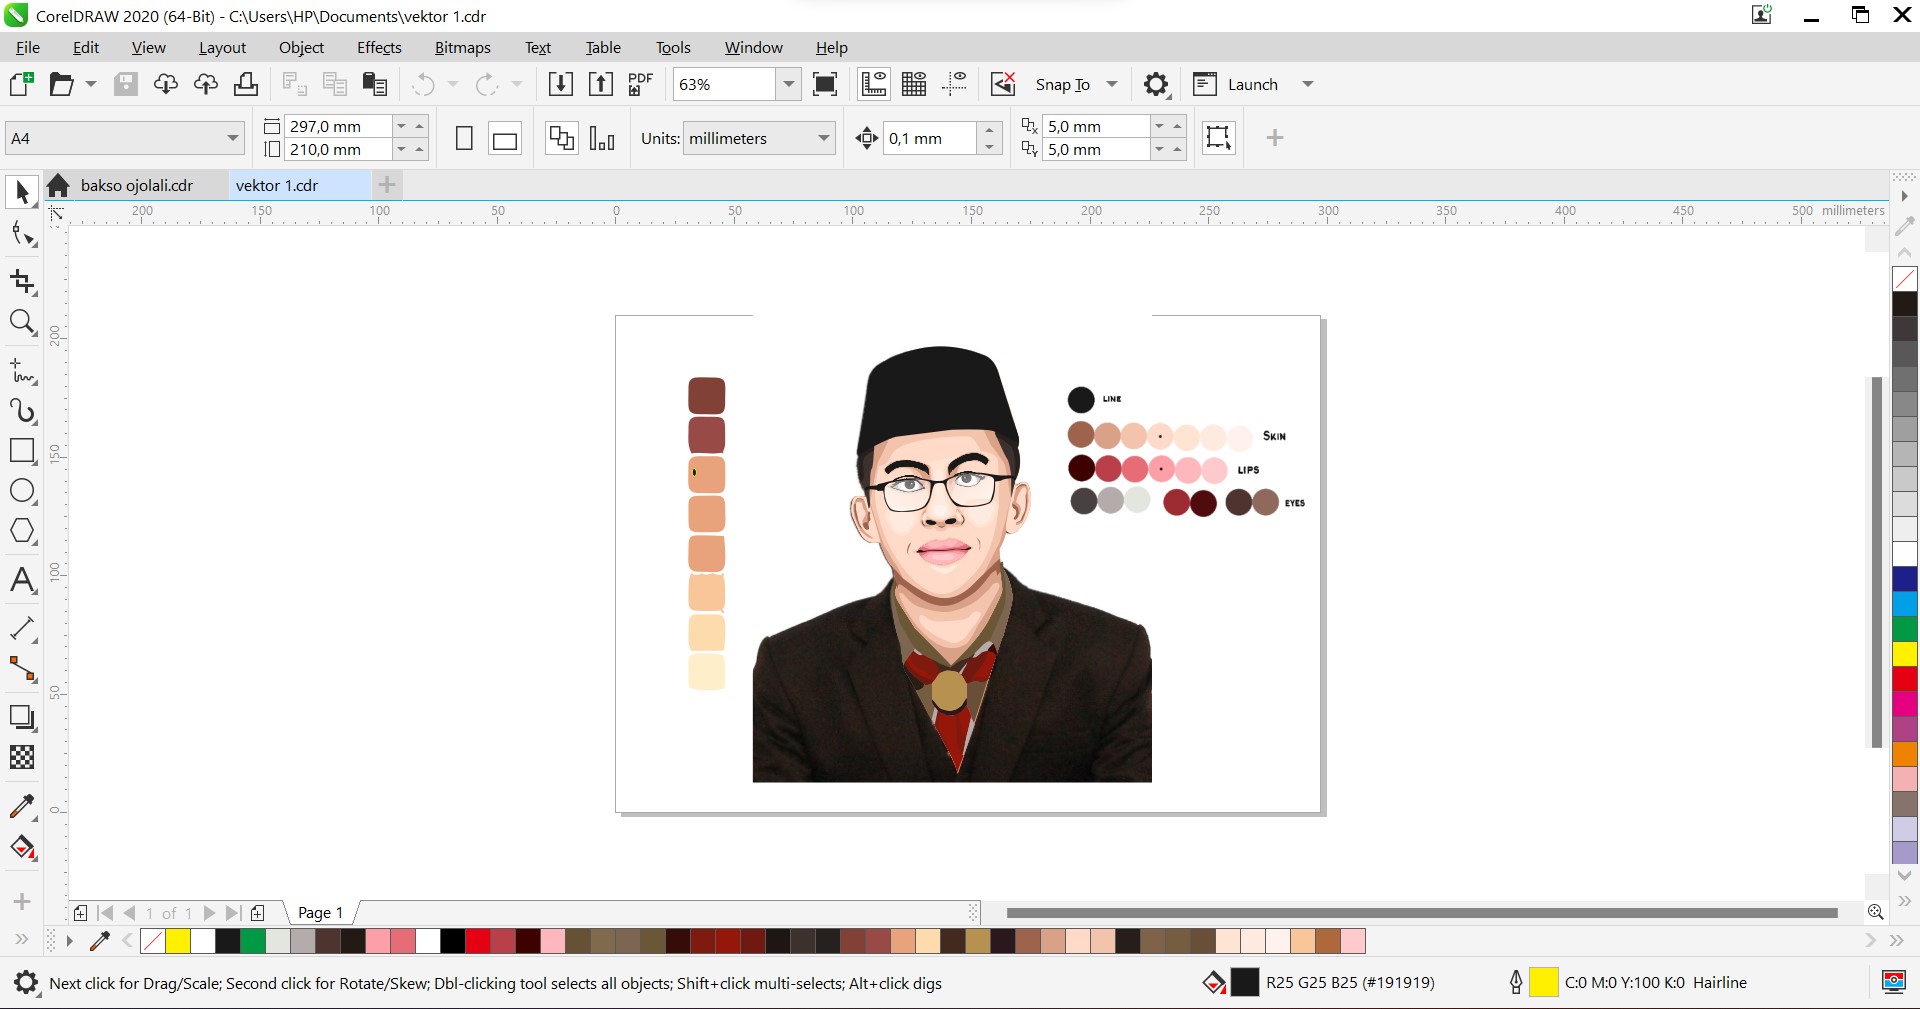 CorelDRAW 2020 (64-Bit) - C:\Users\HP\Documents\vektor 1.cdr
File Edit View Layout Object Effects Bitmaps Text Table Tools Window Help
PDF 63% Snap To Launch
A4 297,0 mm 210,0 mm Units: millimeters 0,1 mm 5,0 mm 5,0 mm
bakso ojolali.cdr vektor 1.cdr
200 150 100 50 0 50 100 150 200 250 300 350 400 450 500 millimeters
200
150
100
50
0
LINE
SKIN
LIPS
EYES
1 of 1 Page 1
Next click for Drag/Scale; Second click for Rotate/Skew; Dbl-clicking tool selects all objects; Shift+click multi-selects; Alt+click digs R25 G25 B25 (#191919) C:0 M:0 Y:100 K:0 Hairline